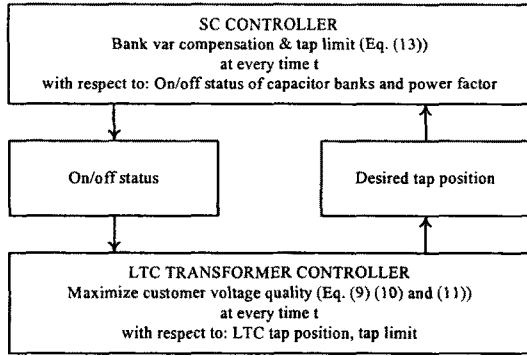 SC CONTROLLER
Bank var compensation & tap limit (Eq. (13))
at every time t
with respect to: On/off status of capacitor banks and power factor
On/off status
Desired tap position
LTC TRANSFORMER CONTROLLER
Maximize customer voltage quality (Eq. (9) (10) and (11))
at every time t
with respect to: LTC tap position, tap limit